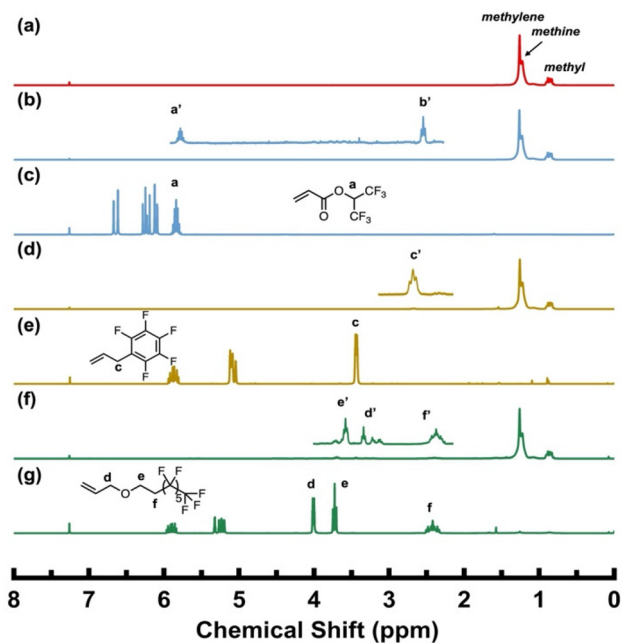 (a)
methylene
methine
methyl
(b)
a'
b'
(c)
a
a
O
O
CF₃
CF₃
(d)
c'
(e)
c
F
F
F
F
F
c
(f)
e'
d'
f'
(g)
d
e
F
F
F
F
F
O
5
f
d
e
f
8
7
6
5
4
3
2
1
0
Chemical Shift (ppm)